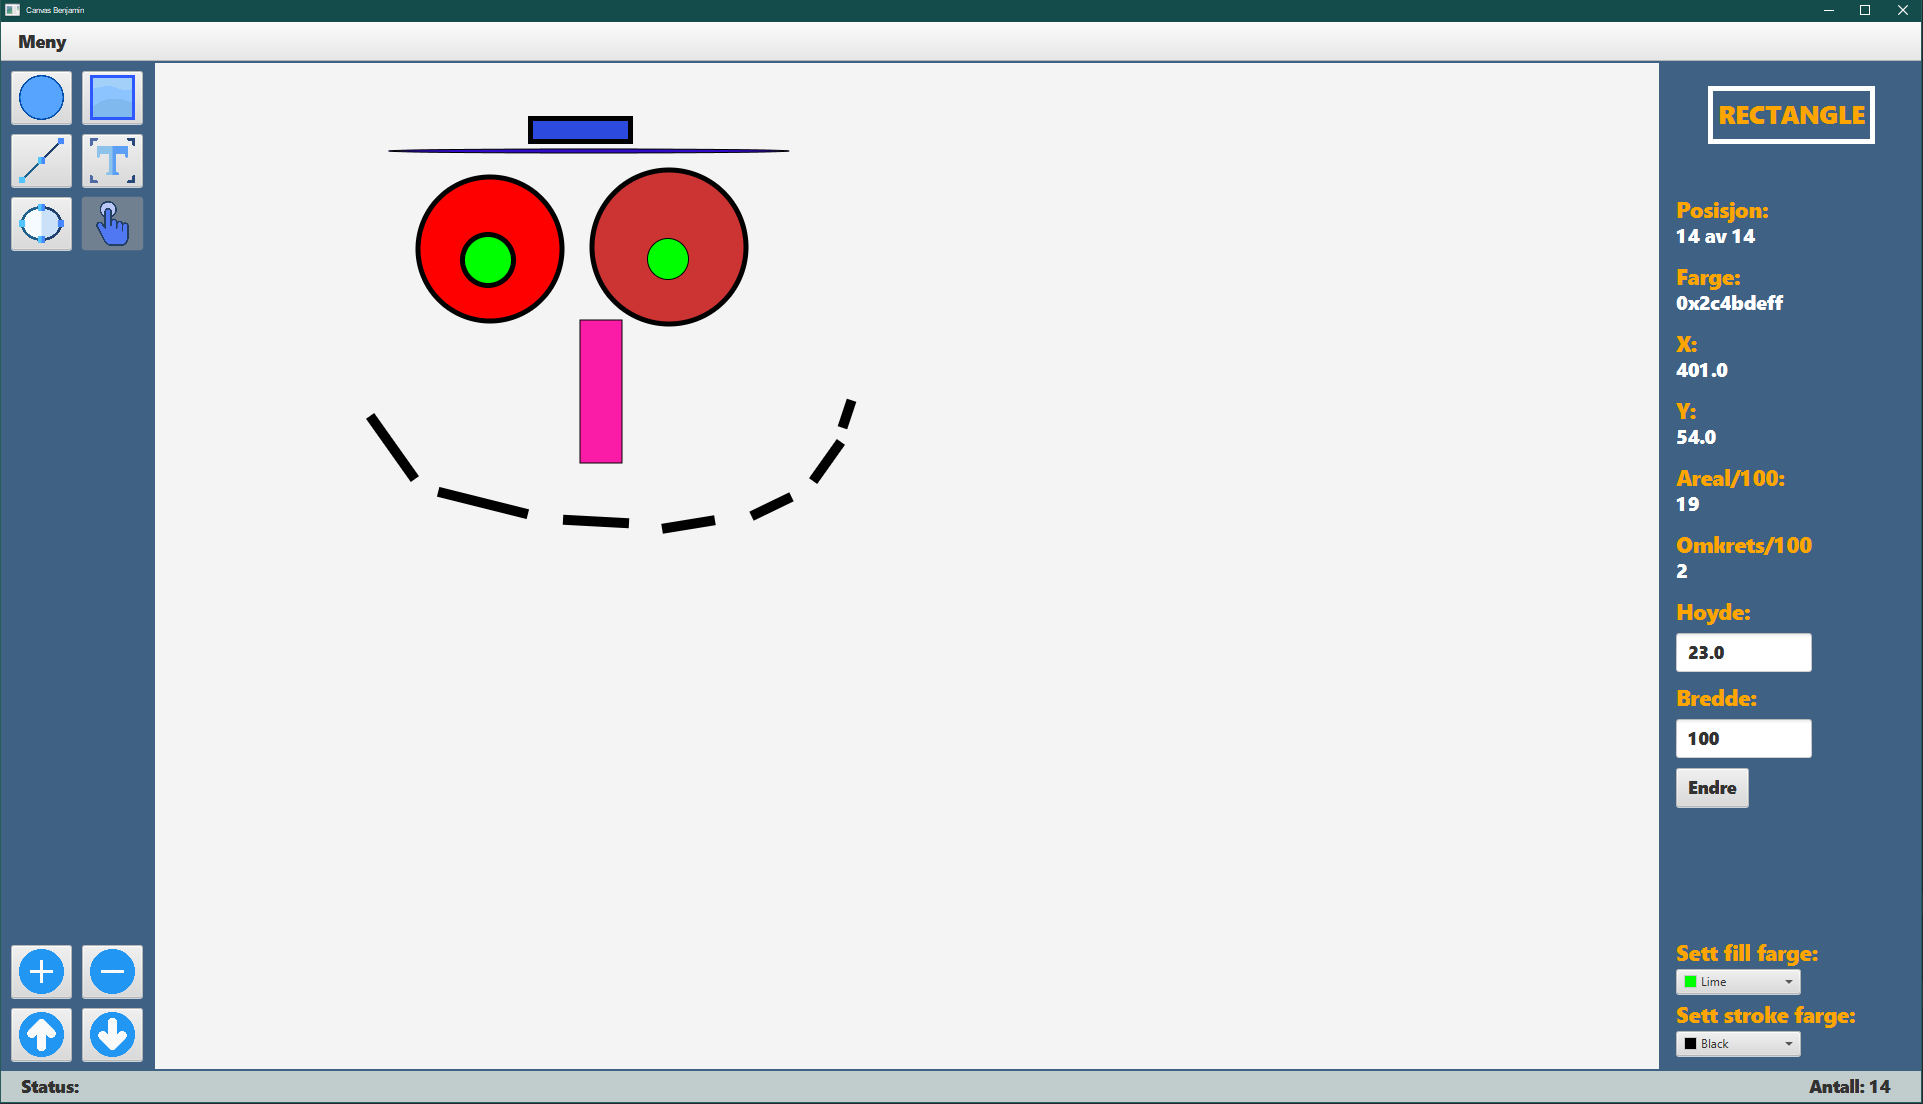 Canvas Benjamin
Meny
T
RECTANGLE
Posisjon:
14 av 14
Farge:
0x2c4bdeff
X:
401.0
Y:
54.0
Areal/100:
19
Omkrets/100
2
Hoyde:
23.0
Bredde:
100
Endre
Sett fill farge:
Lime
Sett stroke farge:
Black
Status:
Antall: 14